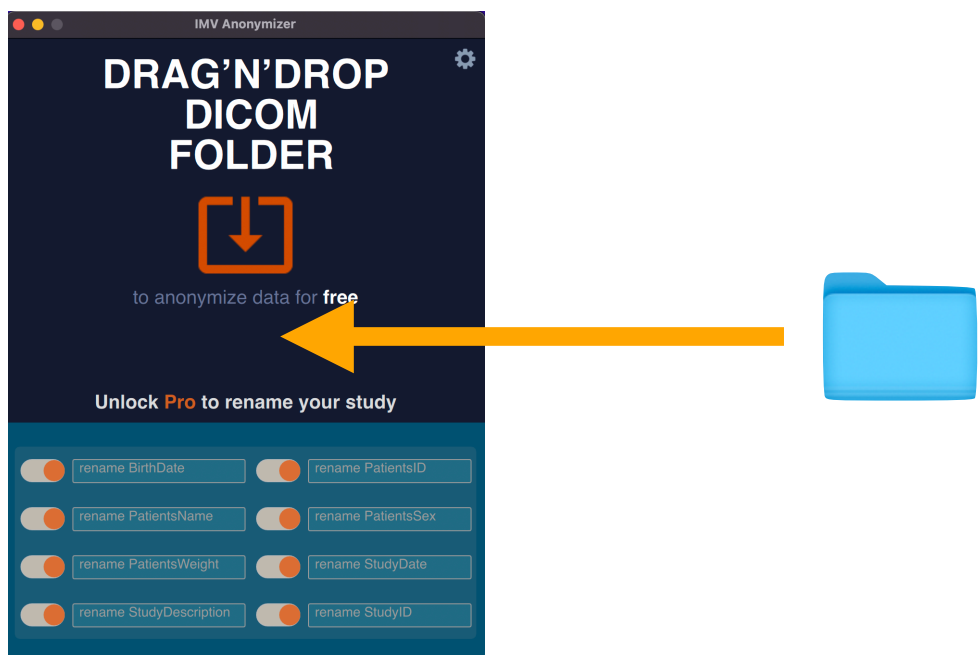 IMV Anonymizer
DRAG’N’DROP
DICOM
FOLDER
to anonymize data for free
Unlock Pro to rename your study
rename BirthDate
rename PatientsID
rename PatientsName
rename PatientsSex
rename PatientsWeight
rename StudyDate
rename StudyDescription
rename StudyID